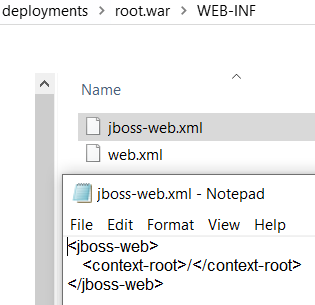 deployments > root.war > WEB-INF
Name
jboss-web.xml
web.xml
jboss-web.xml - Notepad
File Edit Format View Help
<jboss-web>
    <context-root>/</context-root>
</jboss-web>